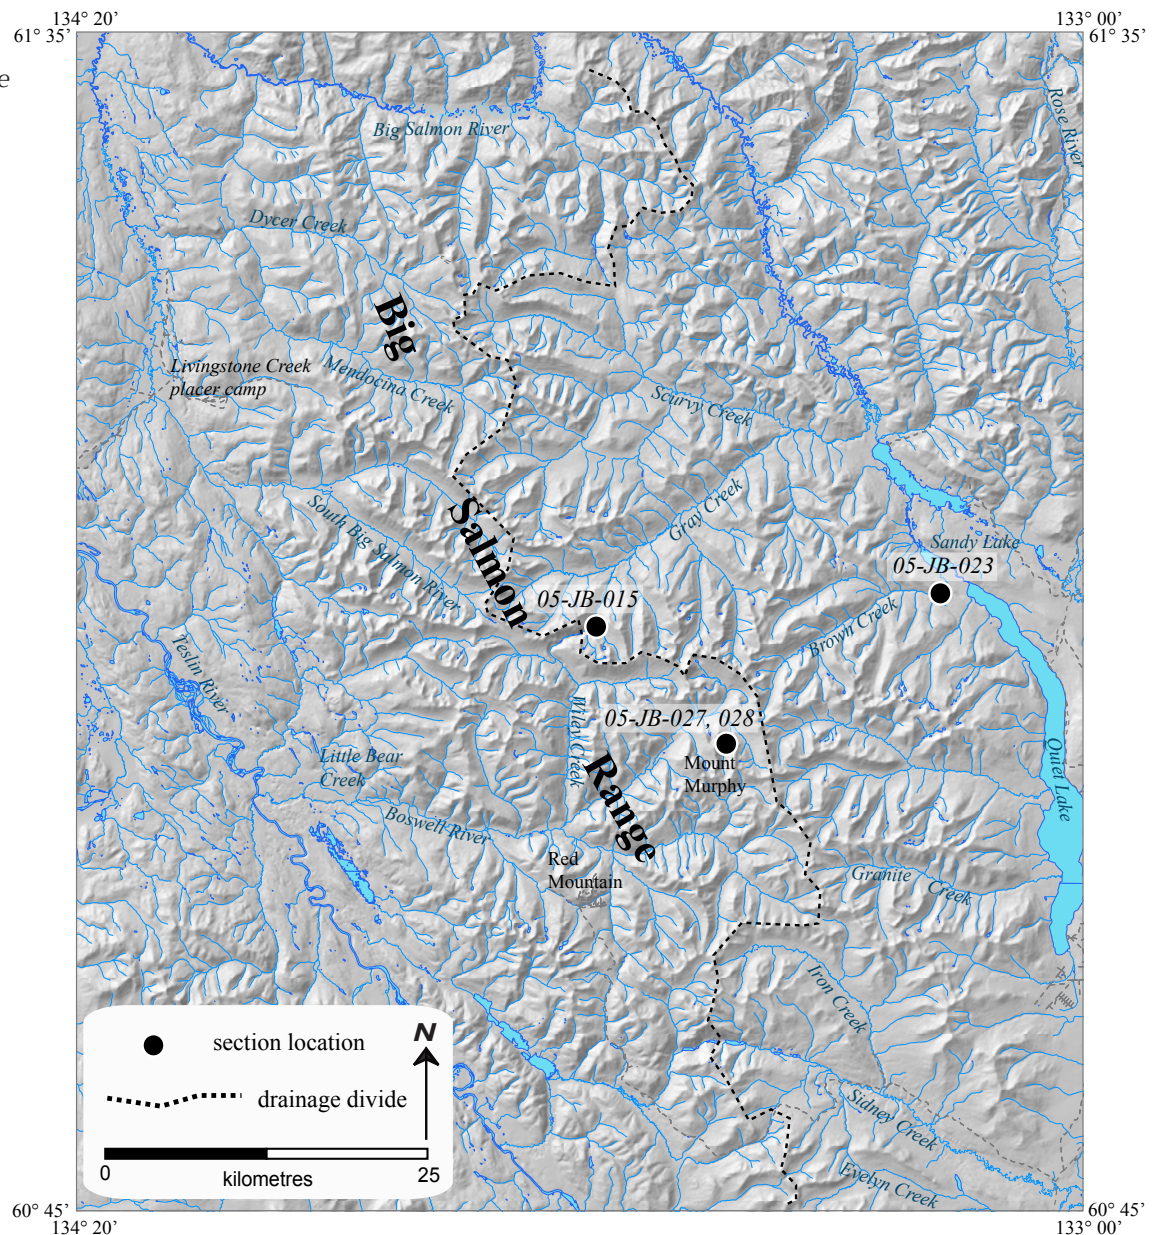 134° 20’
133° 00’
61° 35’
61° 35’
e
Rose River
Big Salmon River
Dycer Creek
Big
Livingstone Creek
placer camp
Mendocina Creek
Scurvy Creek
Gray Creek
South Big Salmon River
Salmon
Sandy Lake
05-JB-023
05-JB-015
Brown Creek
Teslin River
Wiley Creek
05-JB-027, 028
Mount
Murphy
Quiet Lake
Little Bear
Creek
Range
Boswell River
Red
Mountain
Granite Creek
Iron Creek
Sidney Creek
Evelyn Creek
section location
N
drainage divide
0
25
kilometres
60° 45’
60° 45’
134° 20’
133° 00’